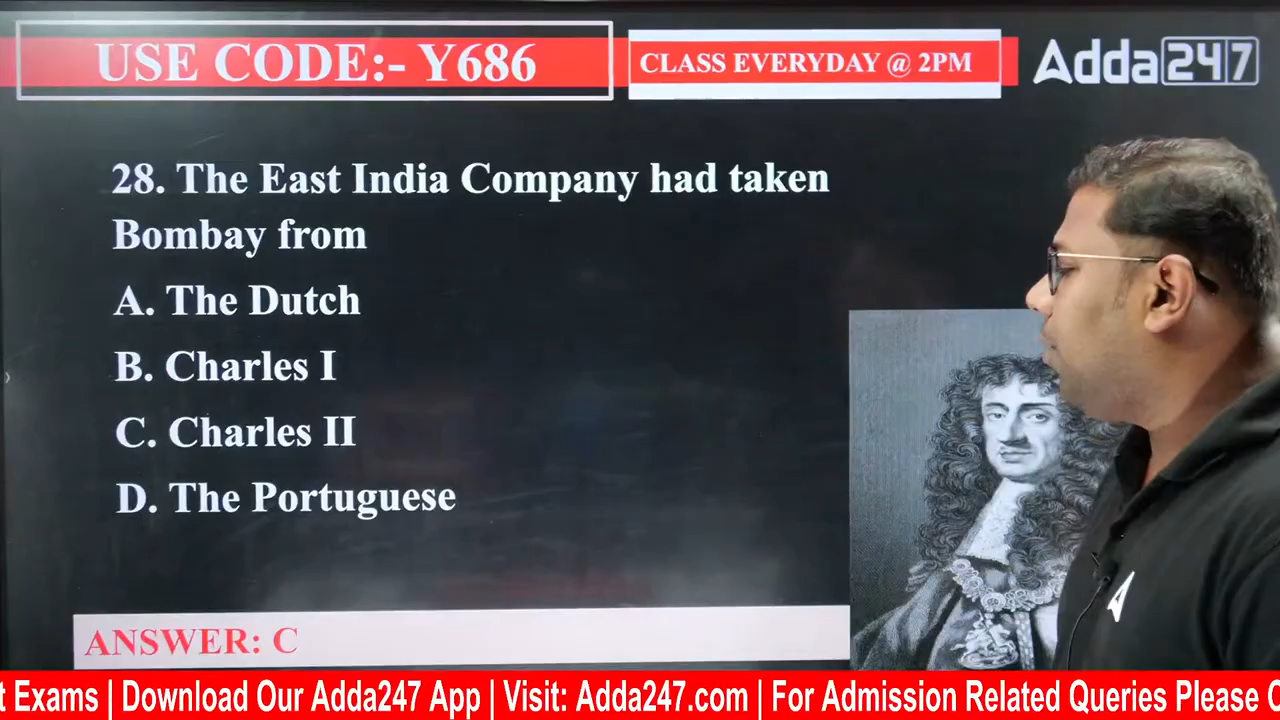 USE CODE:- Y686
CLASS EVERYDAY @ 2PM
Adda247
28. The East India Company had taken
Bombay from
A. The Dutch
B. Charles I
C. Charles II
D. The Portuguese
ANSWER: C
t Exams | Download Our Adda247 App | Visit: Adda247.com | For Admission Related Queries Please C